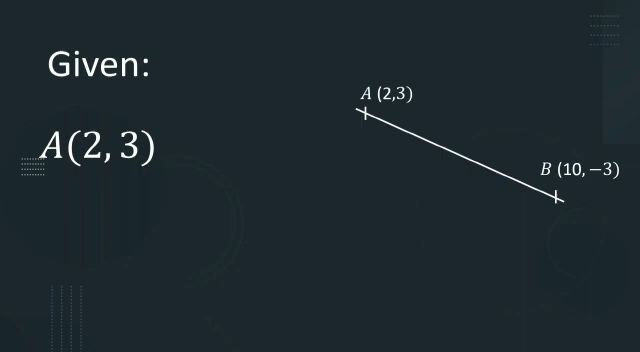 Given:
A(2, 3)
A (2,3)
B (10, −3)